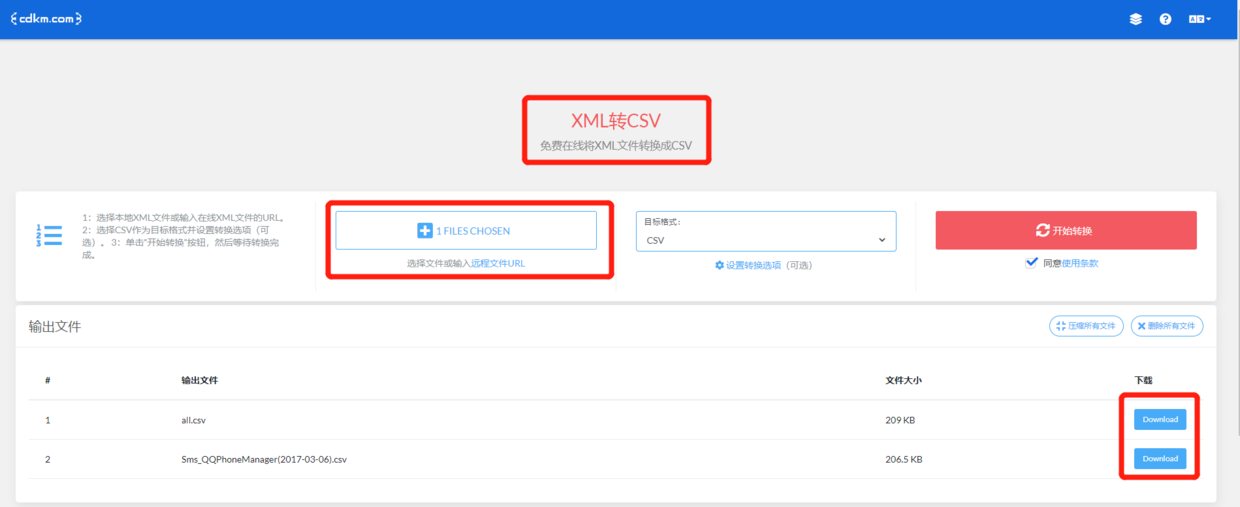 cdkm.com
XML转CSV
免费在线将XML文件转换成CSV
1
2
3
1：选择本地XML文件或输入在线XML文件的URL。
2：选择CSV作为目标格式并设置转换选项（可
选）。 3：单击"开始转换"按钮，然后等待转换完
成。
1 FILES CHOSEN
选择文件或输入远程文件URL
目标格式：
CSV
设置转换选项（可选）
开始转换
同意使用条款
输出文件
压缩所有文件
删除所有文件
# 输出文件 文件大小 下载
1 all.csv 209 KB Download
2 Sms_QQPhoneManager(2017-03-06).csv 206.5 KB Download